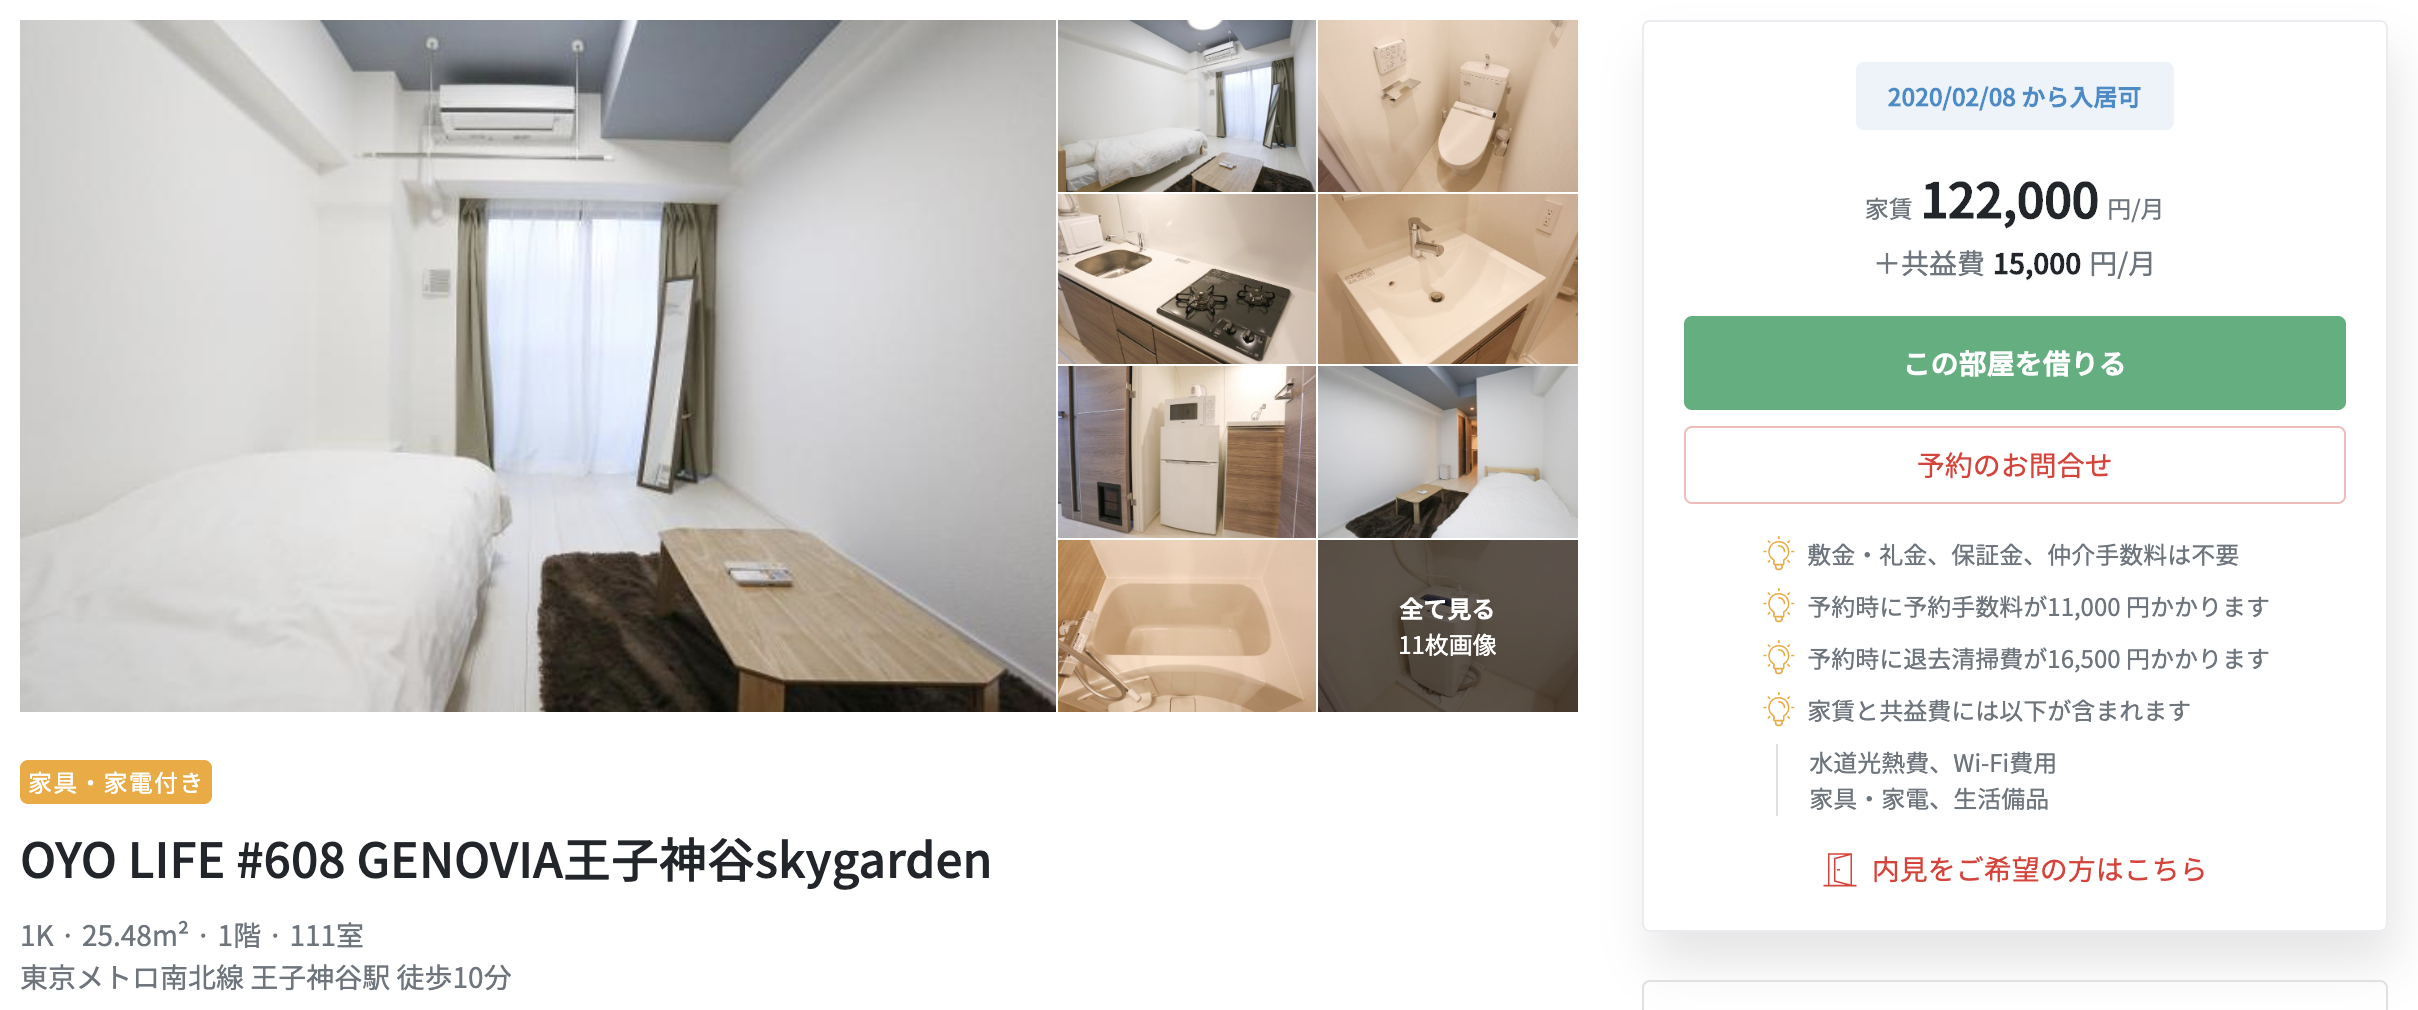 全て見る
11枚画像
家具・家電付き
OYO LIFE #608 GENOVIA王子神谷skygarden
1K · 25.48m² · 1階 · 111室
東京メトロ南北線 王子神谷駅 徒歩10分
2020/02/08 から入居可
家賃 122,000 円/月
＋共益費 15,000 円/月
この部屋を借りる
予約のお問合せ
敷金・礼金、保証金、仲介手数料は不要
予約時に予約手数料が11,000 円かかります
予約時に退去清掃費が16,500 円かかります
家賃と共益費には以下が含まれます
水道光熱費、Wi-Fi費用
家具・家電、生活備品
内見をご希望の方はこちら